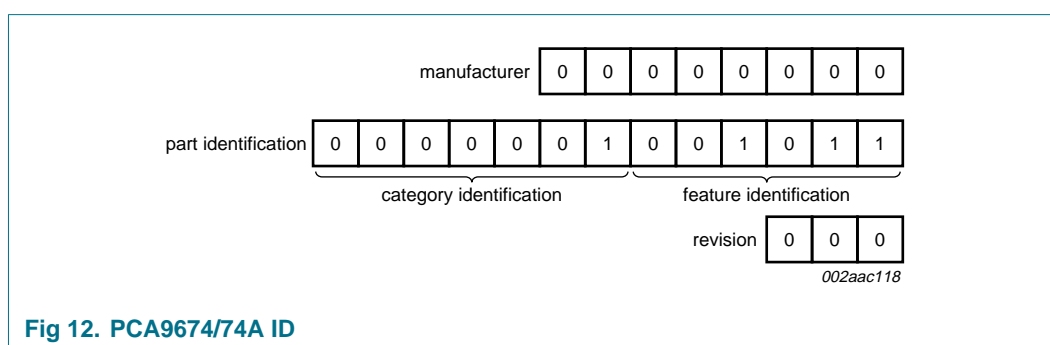 manufacturer 0 0 0 0 0 0 0 0
part identification 0 0 0 0 0 0 1 0 0 1 0 1 1
category identification feature identification
revision 0 0 0
002aac118
Fig 12. PCA9674/74A ID